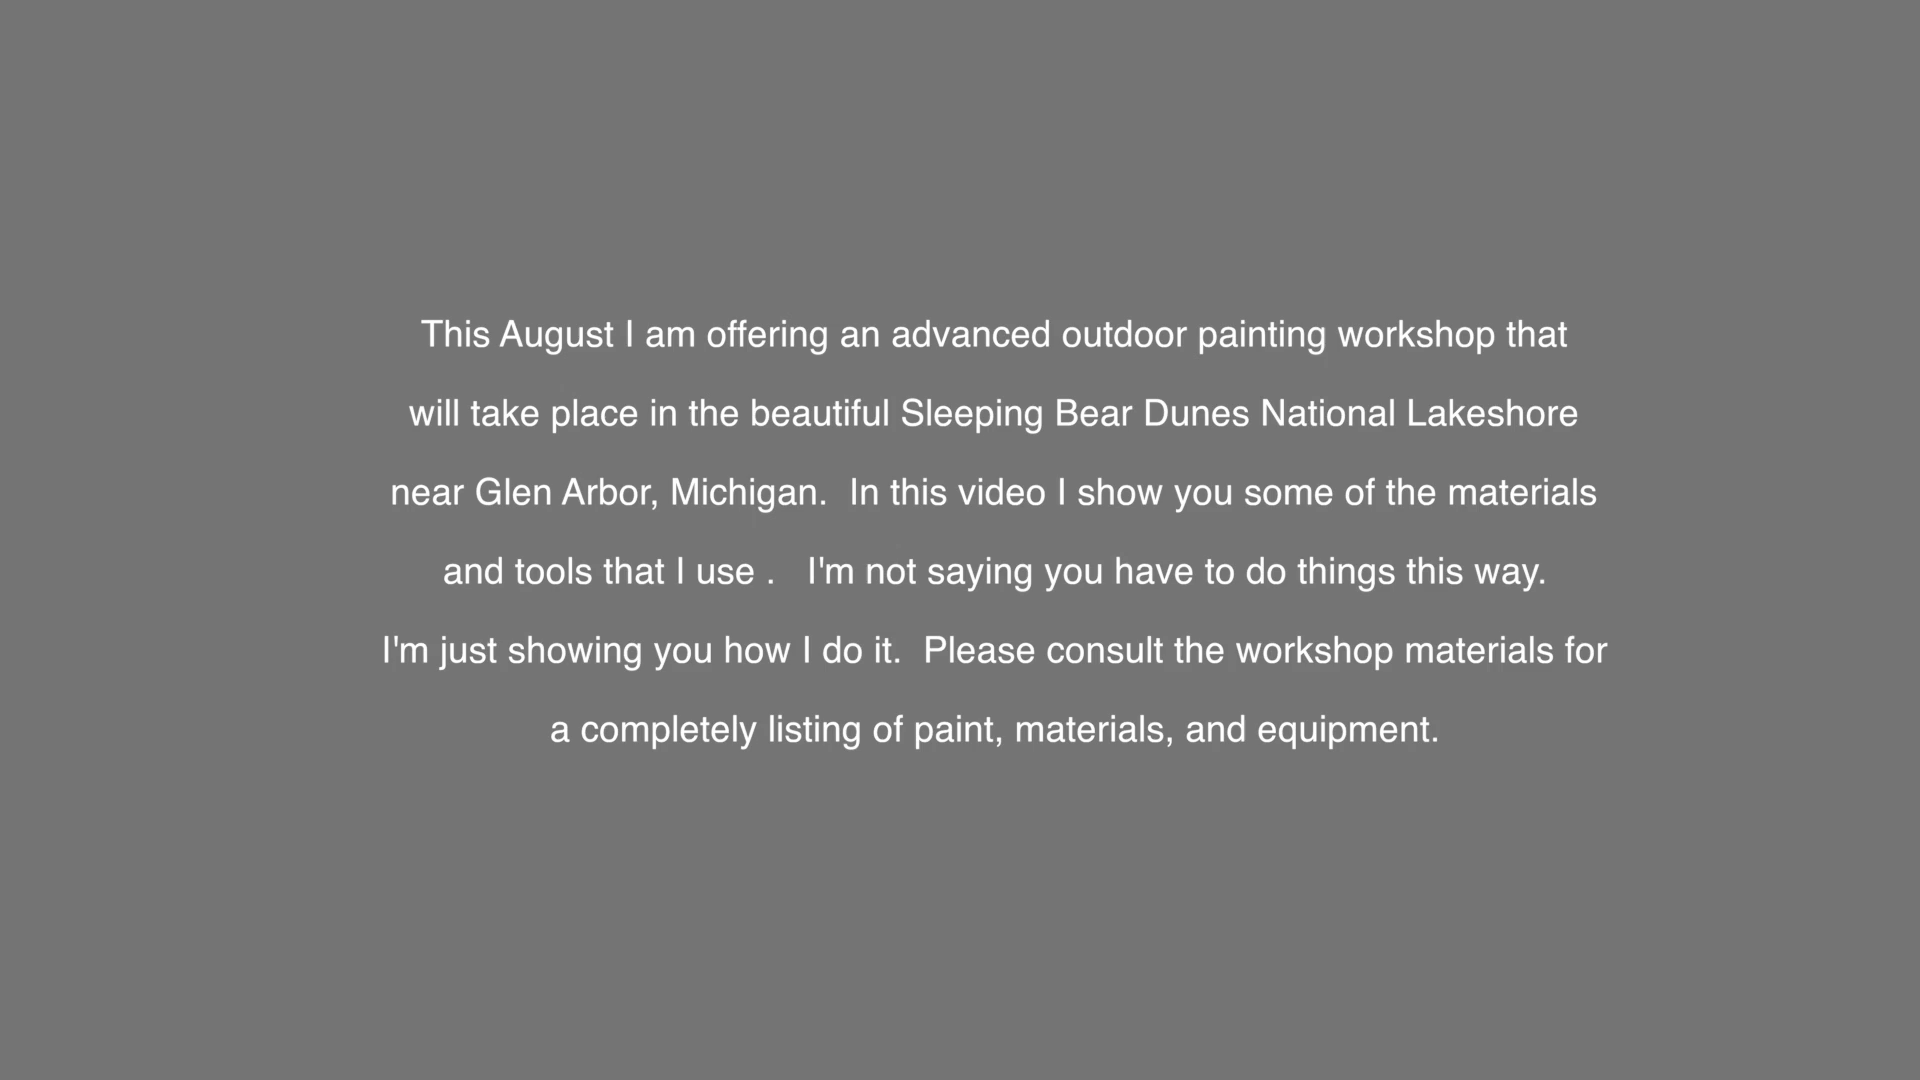 This August I am offering an advanced outdoor painting workshop that
will take place in the beautiful Sleeping Bear Dunes National Lakeshore
near Glen Arbor, Michigan.  In this video I show you some of the materials
and tools that I use .   I'm not saying you have to do things this way.
I'm just showing you how I do it.  Please consult the workshop materials for
a completely listing of paint, materials, and equipment.